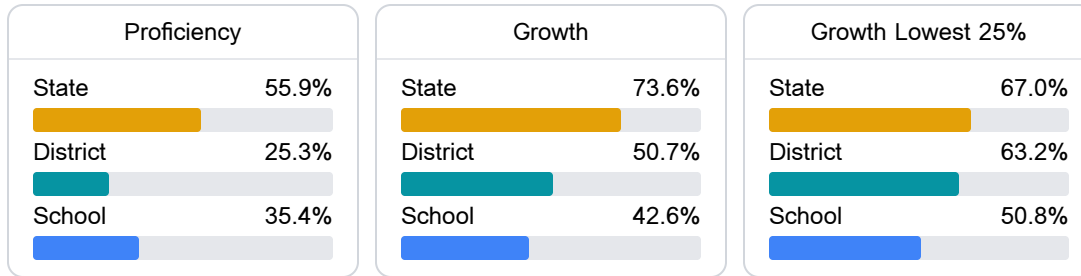 Proficiency
State 55.9%
District 25.3%
School 35.4%
Growth
State 73.6%
District 50.7%
School 42.6%
Growth Lowest 25%
State 67.0%
District 63.2%
School 50.8%